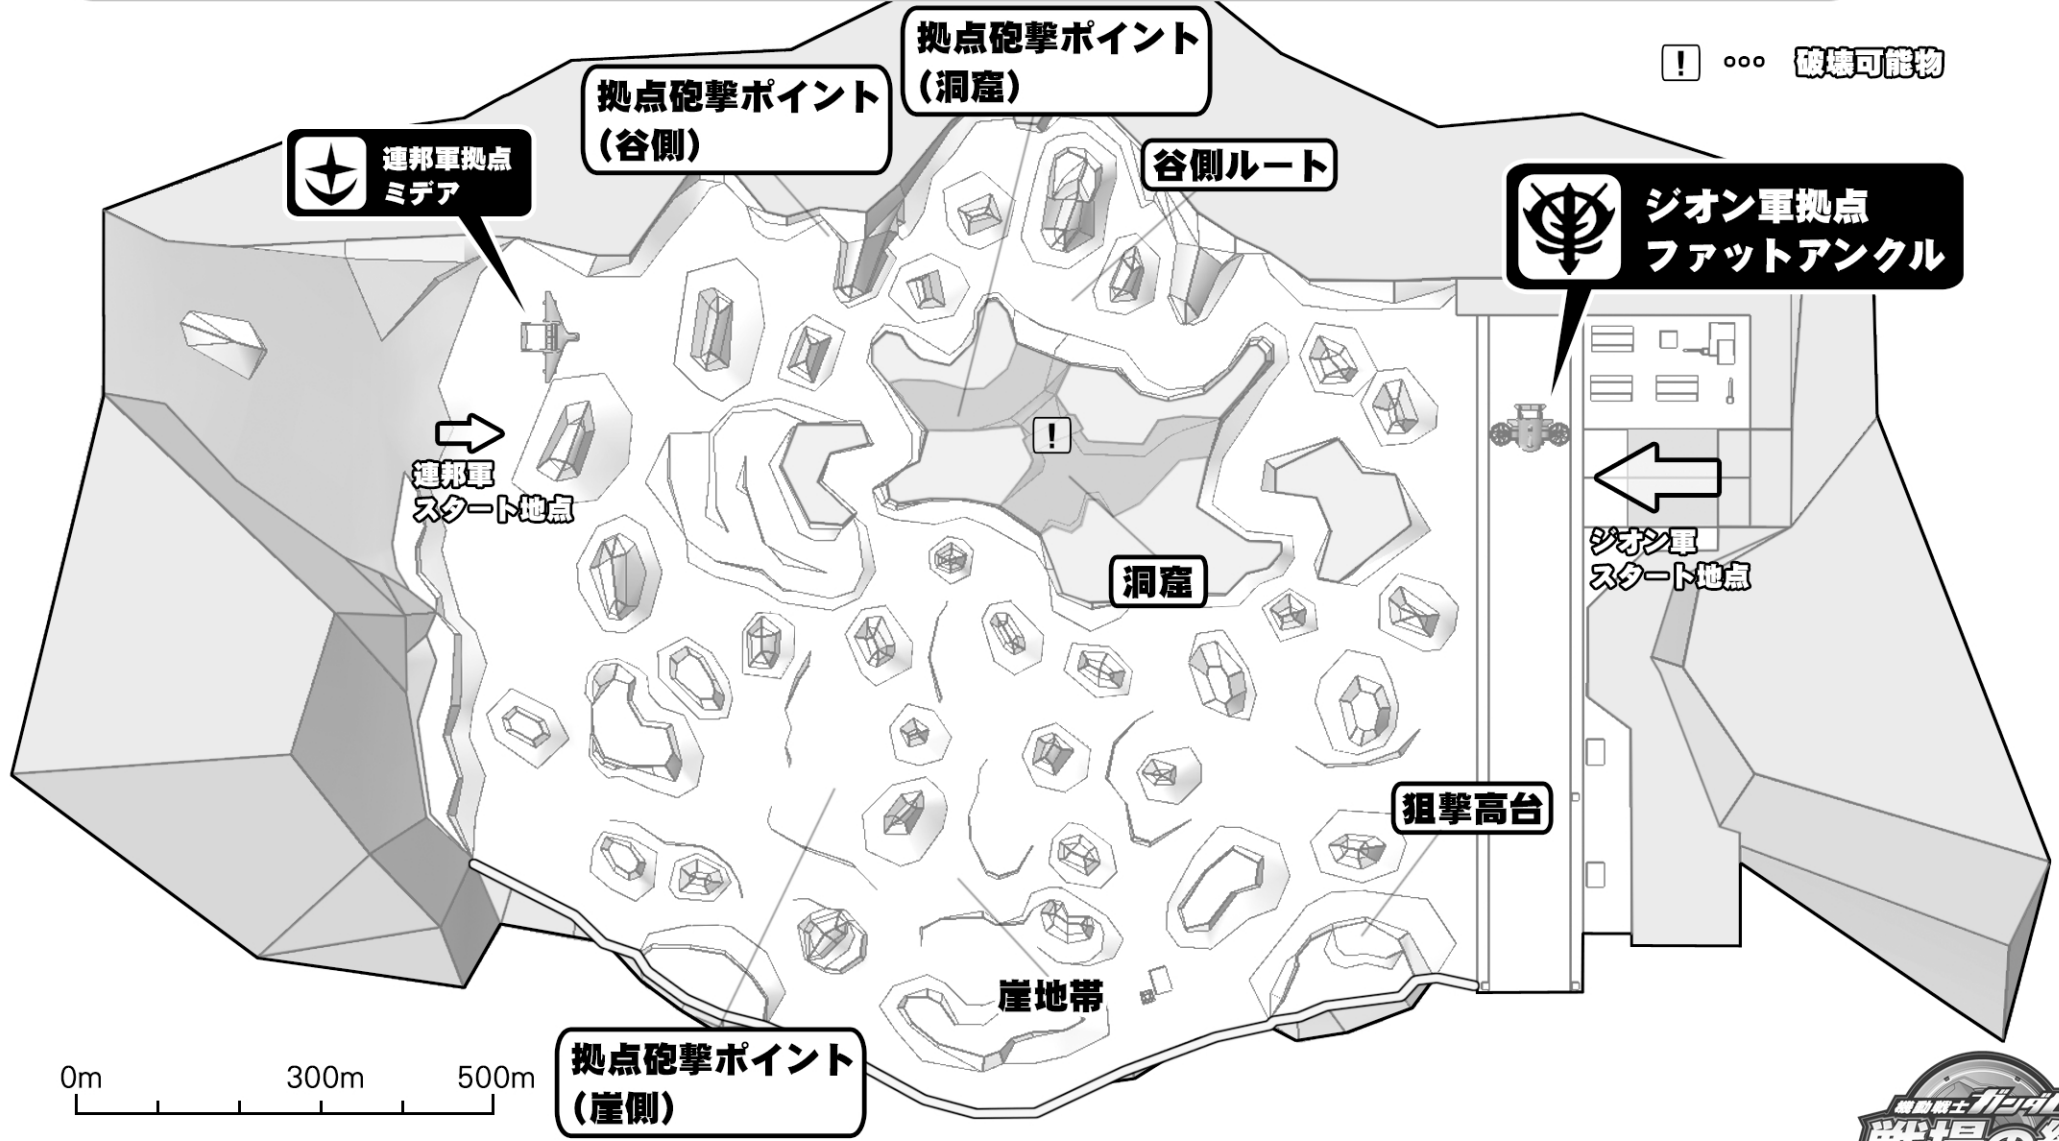 拠点砲撃ポイント
(洞窟)
! ○○○ 破壊可能物
拠点砲撃ポイント
(谷側)
連邦軍拠点
ミデア
谷側ルート
ジオン軍拠点
ファットアンクル
!
連邦軍
スタート地点
ジオン軍
スタート地点
洞窟
狙撃高台
崖地帯
拠点砲撃ポイント
(崖側)
0m 300m 500m
機動戦士ガンダム